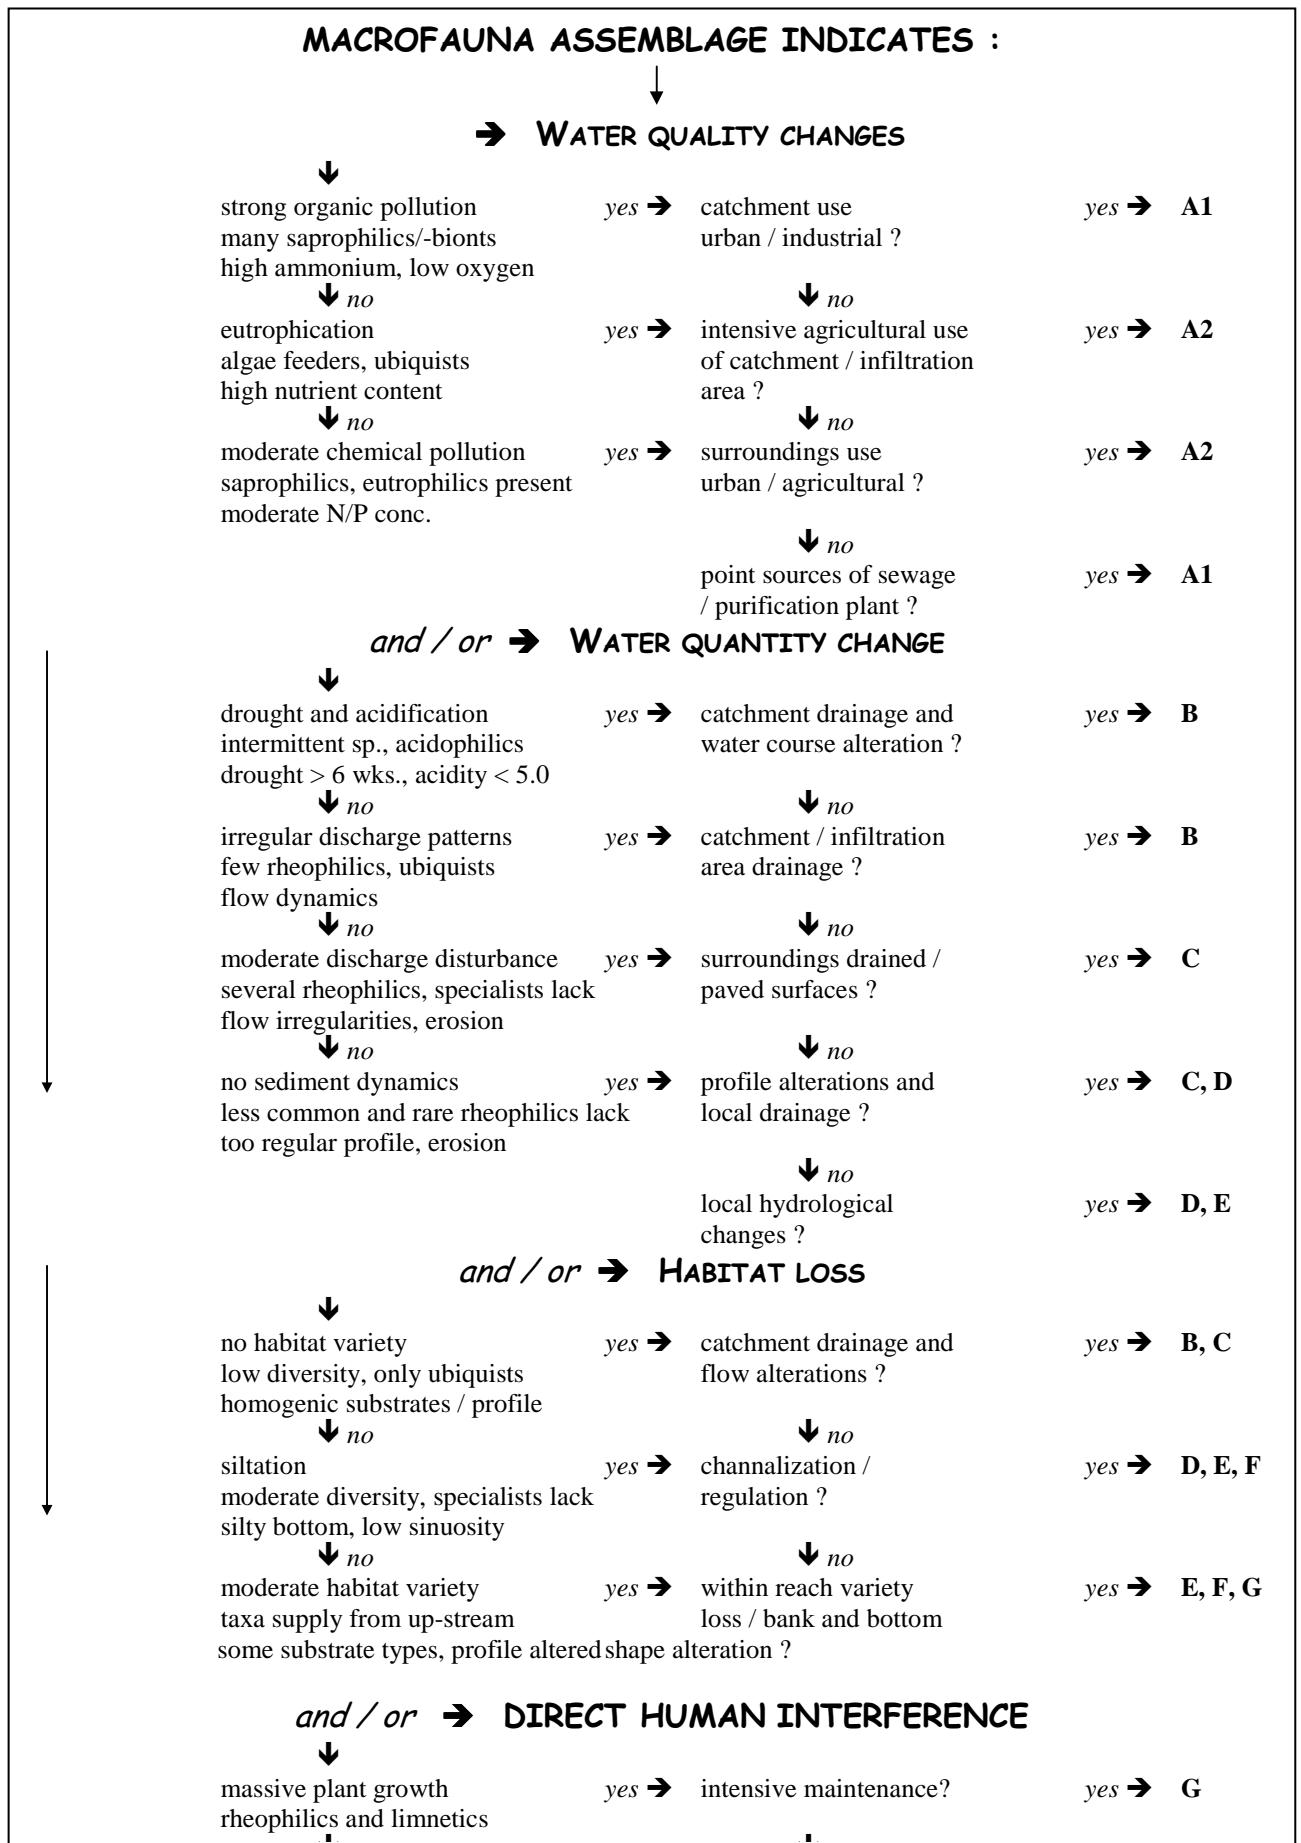 MACROFAUNA ASSEMBLAGE INDICATES :
➔ WATER QUALITY CHANGES
strong organic pollution yes ➔ catchment use yes ➔ A1
many saprophilics/-bionts urban / industrial ?
high ammonium, low oxygen
no no
eutrophication yes ➔ intensive agricultural use yes ➔ A2
algae feeders, ubiquists of catchment / infiltration
high nutrient content area ?
no no
moderate chemical pollution yes ➔ surroundings use yes ➔ A2
saprophilics, eutrophilics present urban / agricultural ?
moderate N/P conc.
no
point sources of sewage yes ➔ A1
/ purification plant ?
and / or ➔ WATER QUANTITY CHANGE
drought and acidification yes ➔ catchment drainage and yes ➔ B
intermittent sp., acidophilics water course alteration ?
drought > 6 wks., acidity < 5.0
no no
irregular discharge patterns yes ➔ catchment / infiltration yes ➔ B
few rheophilics, ubiquists area drainage ?
flow dynamics
no no
moderate discharge disturbance yes ➔ surroundings drained / yes ➔ C
several rheophilics, specialists lack paved surfaces ?
flow irregularities, erosion
no no
no sediment dynamics yes ➔ profile alterations and yes ➔ C, D
less common and rare rheophilics lack local drainage ?
too regular profile, erosion
no
local hydrological yes ➔ D, E
changes ?
and / or ➔ HABITAT LOSS
no habitat variety yes ➔ catchment drainage and yes ➔ B, C
low diversity, only ubiquists flow alterations ?
homogenic substrates / profile
no no
siltation yes ➔ channalization / yes ➔ D, E, F
moderate diversity, specialists lack regulation ?
silty bottom, low sinuosity
no no
moderate habitat variety yes ➔ within reach variety yes ➔ E, F, G
taxa supply from up-stream loss / bank and bottom
some substrate types, profile altered shape alteration ?
and / or ➔ DIRECT HUMAN INTERFERENCE
massive plant growth yes ➔ intensive maintenance? yes ➔ G
rheophilics and limnetics